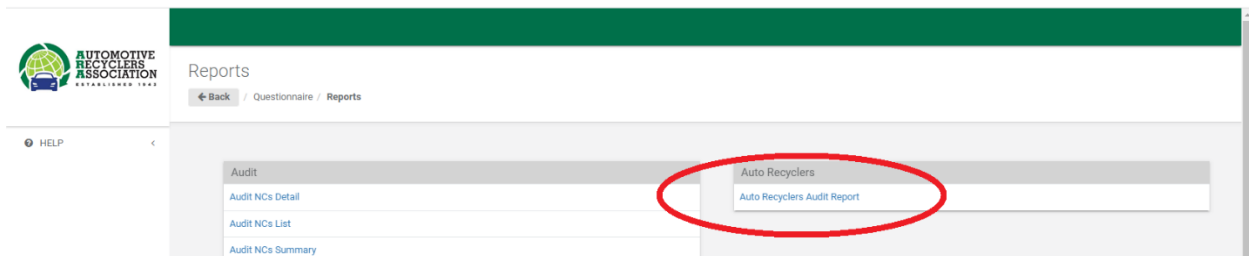 AUTOMOTIVE
RECYCLERS
ASSOCIATION
ESTABLISHED 1943
Reports
Back / Questionnaire / Reports
HELP
Audit
Audit NCs Detail
Audit NCs List
Audit NCs Summary
Auto Recyclers
Auto Recyclers Audit Report